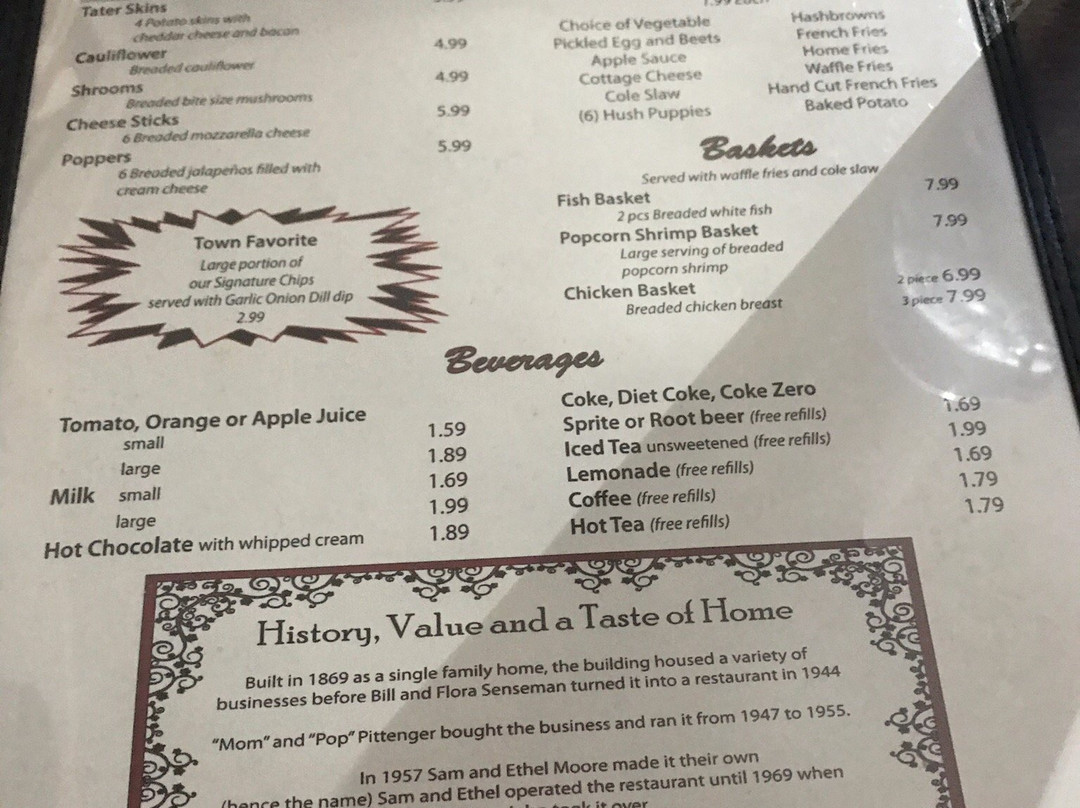 Tater Skins
4 Potato skins with
cheddar cheese and bacon
Cauliflower 4.99
Breaded cauliflower
Shrooms 4.99
Breaded bite size mushrooms
Cheese Sticks 5.99
6 Breaded mozzarella cheese
Poppers 5.99
6 Breaded jalapeños filled with
cream cheese
Town Favorite
Large portion of
our Signature Chips
served with Garlic Onion Dill dip
2.99
Choice of Vegetable
Pickled Egg and Beets
Apple Sauce
Cottage Cheese
Cole Slaw
(6) Hush Puppies
Hashbrowns
French Fries
Home Fries
Waffle Fries
Hand Cut French Fries
Baked Potato
Baskets
Served with waffle fries and cole slaw
Fish Basket 7.99
2 pcs Breaded white fish
Popcorn Shrimp Basket 7.99
Large serving of breaded
popcorn shrimp
Chicken Basket 2 piece 6.99
Breaded chicken breast 3 piece 7.99
Beverages
Tomato, Orange or Apple Juice
small 1.59
large 1.89
Milk small 1.69
large 1.99
Hot Chocolate with whipped cream 1.89
Coke, Diet Coke, Coke Zero
Sprite or Root beer (free refills) 1.69
Iced Tea unsweetened (free refills) 1.99
Lemonade (free refills) 1.69
Coffee (free refills) 1.79
Hot Tea (free refills) 1.79
History, Value and a Taste of Home
Built in 1869 as a single family home, the building housed a variety of
businesses before Bill and Flora Senseman turned it into a restaurant in 1944
"Mom" and "Pop" Pittenger bought the business and ran it from 1947 to 1955.
In 1957 Sam and Ethel Moore made it their own
(hence the name) Sam and Ethel operated the restaurant until 1969 when
took it over